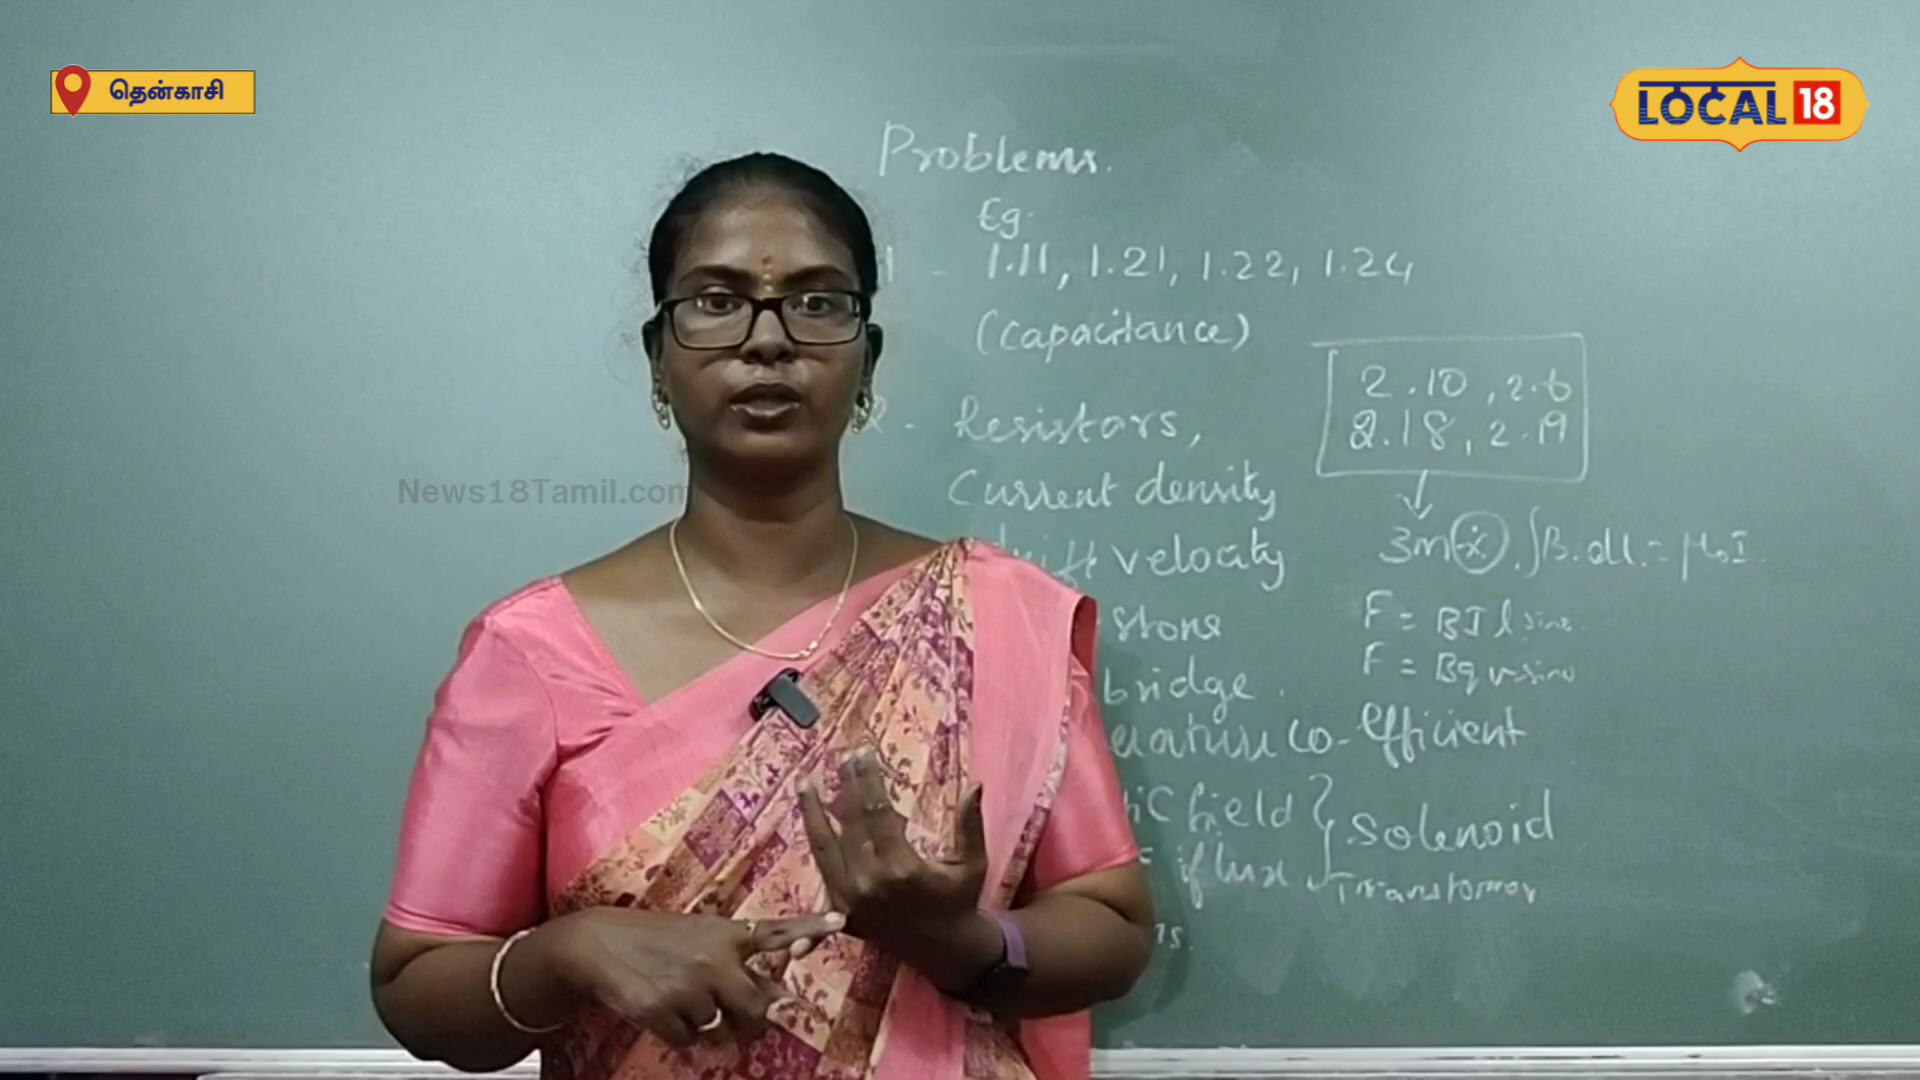 தென்காசி
LOCAL 18
Problems.
Eg.
1 - 1.11, 1.21, 1.22, 1.24
(capacitance)
2.10, 2.6
2.18, 2.19
Resistors,
News18Tamil.com
Current density
velocity
∫B.dl = μ₀I
stone
F = BIl sinθ
bridge.
F = Bqv sinθ
co-efficient
field } Solenoid
flux Transformer